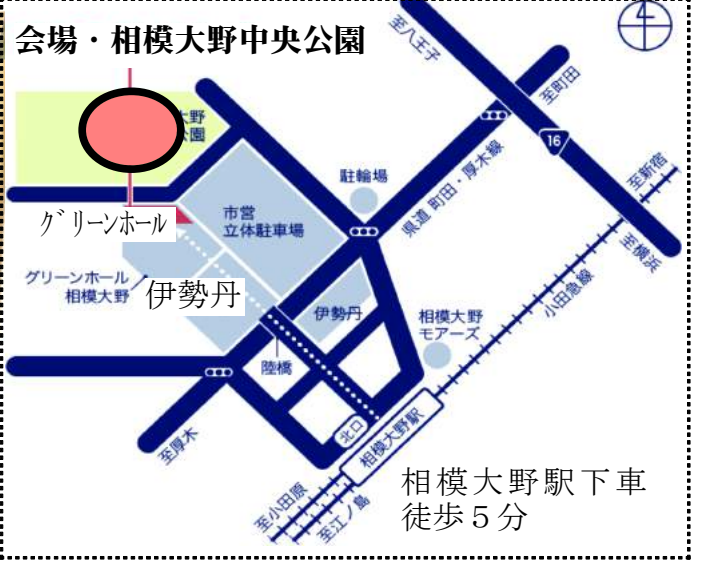 会場・相模大野中央公園
至八王子
至町田
16
大野
公園
駐輪場
県道 町田・厚木線
至新宿
至横浜
市営
立体駐車場
グリーンホール
グリーンホール
相模大野
伊勢丹
伊勢丹
相模大野
モアーズ
小田急線
陸橋
北口
相模大野駅
至厚木
至小田原
至江ノ島
相模大野駅下車
徒歩５分